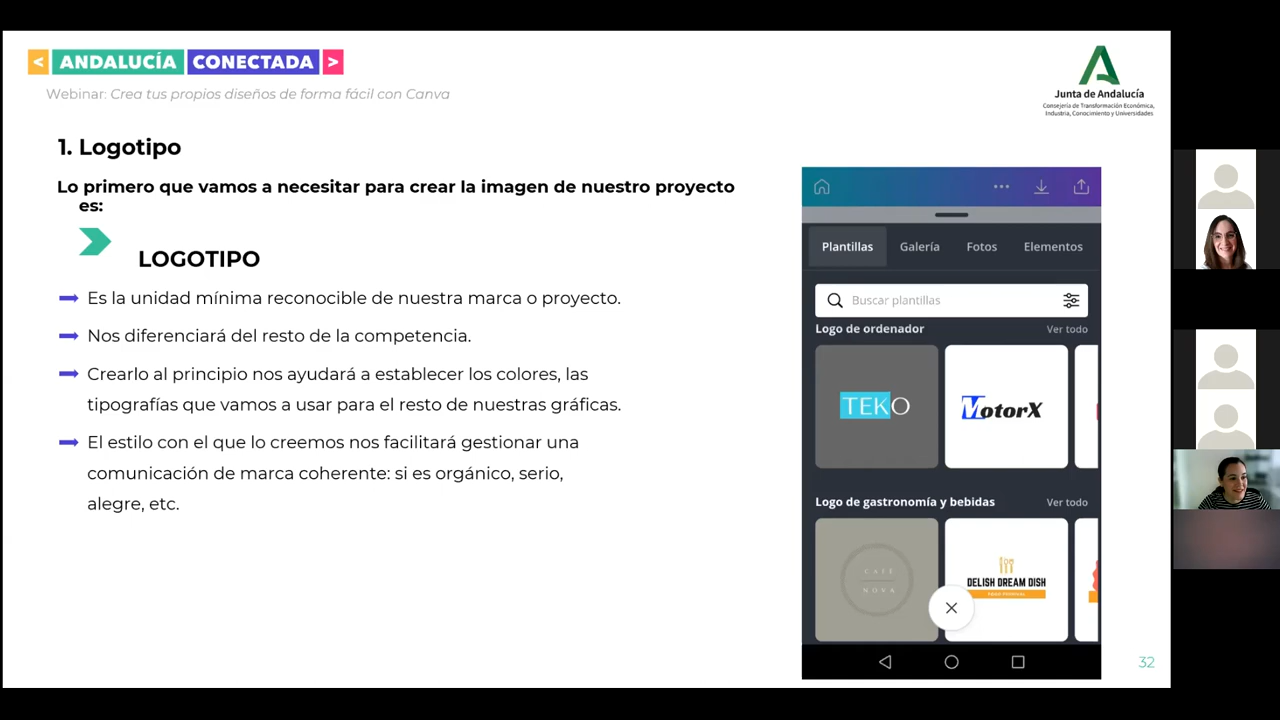 < ANDALUCÍA CONECTADA >
Webinar: Crea tus propios diseños de forma fácil con Canva
Junta de Andalucía
Consejería de Transformación Económica,
Industria, Conocimiento y Universidades
1. Logotipo
Lo primero que vamos a necesitar para crear la imagen de nuestro proyecto
es:
LOGOTIPO
Es la unidad mínima reconocible de nuestra marca o proyecto.
Nos diferenciará del resto de la competencia.
Crearlo al principio nos ayudará a establecer los colores, las
tipografías que vamos a usar para el resto de nuestras gráficas.
El estilo con el que lo creemos nos facilitará gestionar una
comunicación de marca coherente: si es orgánico, serio,
alegre, etc.
Plantillas Galería Fotos Elementos
Buscar plantillas
Logo de ordenador Ver todo
TEKO
MotorX
Logo de gastronomía y bebidas Ver todo
CAFE
NOVA
DELISH DREAM DISH
32